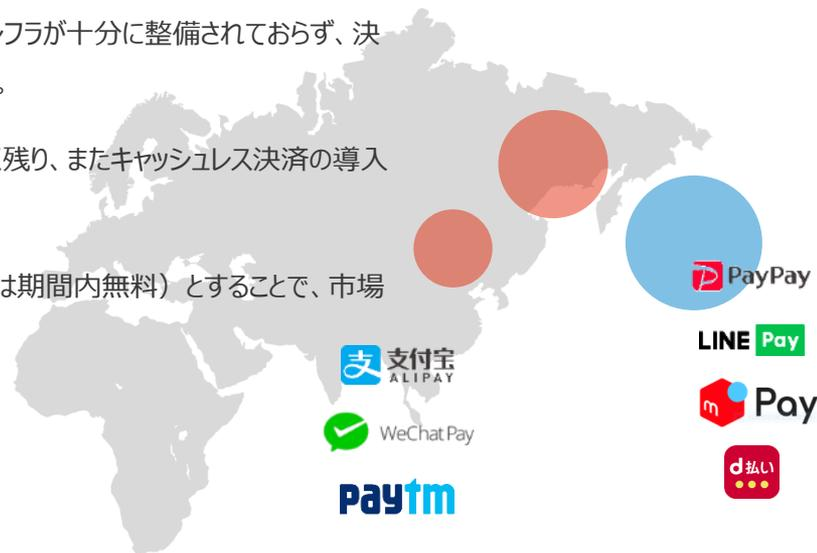 ンフラが十分に整備されておらず、決
。
残り、またキャッシュレス決済の導入
は期間内無料）とすることで、市場
PayPay
LINE Pay
支付宝
ALIPAY
m Pay
WeChat Pay
d払い
paytm